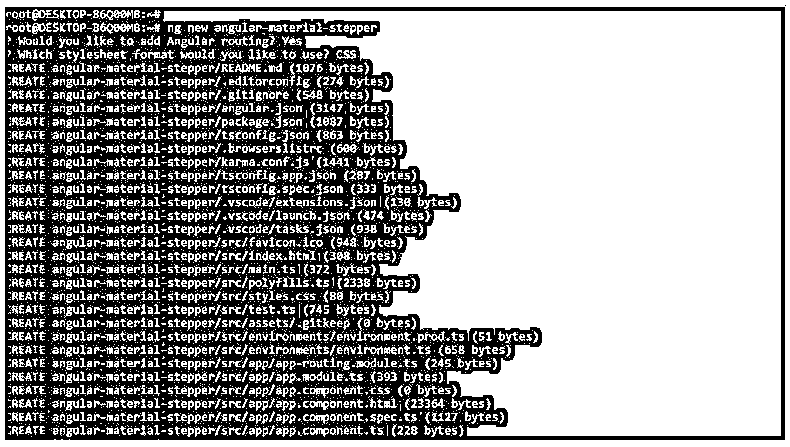 root@DESKTOP-86Q00MB:~#
root@DESKTOP-86Q00MB:~# ng new angular-material-stepper
? Would you like to add Angular routing? Yes
? Which stylesheet format would you like to use? CSS
CREATE angular-material-stepper/README.md (1076 bytes)
CREATE angular-material-stepper/.editorconfig (274 bytes)
CREATE angular-material-stepper/.gitignore (548 bytes)
CREATE angular-material-stepper/angular.json (3147 bytes)
CREATE angular-material-stepper/package.json (1087 bytes)
CREATE angular-material-stepper/tsconfig.json (863 bytes)
CREATE angular-material-stepper/.browserslistrc (600 bytes)
CREATE angular-material-stepper/karma.conf.js (1441 bytes)
CREATE angular-material-stepper/tsconfig.app.json (287 bytes)
CREATE angular-material-stepper/tsconfig.spec.json (333 bytes)
CREATE angular-material-stepper/.vscode/extensions.json (130 bytes)
CREATE angular-material-stepper/.vscode/launch.json (474 bytes)
CREATE angular-material-stepper/.vscode/tasks.json (938 bytes)
CREATE angular-material-stepper/src/favicon.ico (948 bytes)
CREATE angular-material-stepper/src/index.html (308 bytes)
CREATE angular-material-stepper/src/main.ts (372 bytes)
CREATE angular-material-stepper/src/polyfills.ts (2338 bytes)
CREATE angular-material-stepper/src/styles.css (80 bytes)
CREATE angular-material-stepper/src/test.ts (745 bytes)
CREATE angular-material-stepper/src/assets/.gitkeep (0 bytes)
CREATE angular-material-stepper/src/environments/environment.prod.ts (51 bytes)
CREATE angular-material-stepper/src/environments/environment.ts (658 bytes)
CREATE angular-material-stepper/src/app/app-routing.module.ts (245 bytes)
CREATE angular-material-stepper/src/app/app.module.ts (393 bytes)
CREATE angular-material-stepper/src/app/app.component.css (0 bytes)
CREATE angular-material-stepper/src/app/app.component.html (23364 bytes)
CREATE angular-material-stepper/src/app/app.component.spec.ts (1127 bytes)
CREATE angular-material-stepper/src/app/app.component.ts (228 bytes)